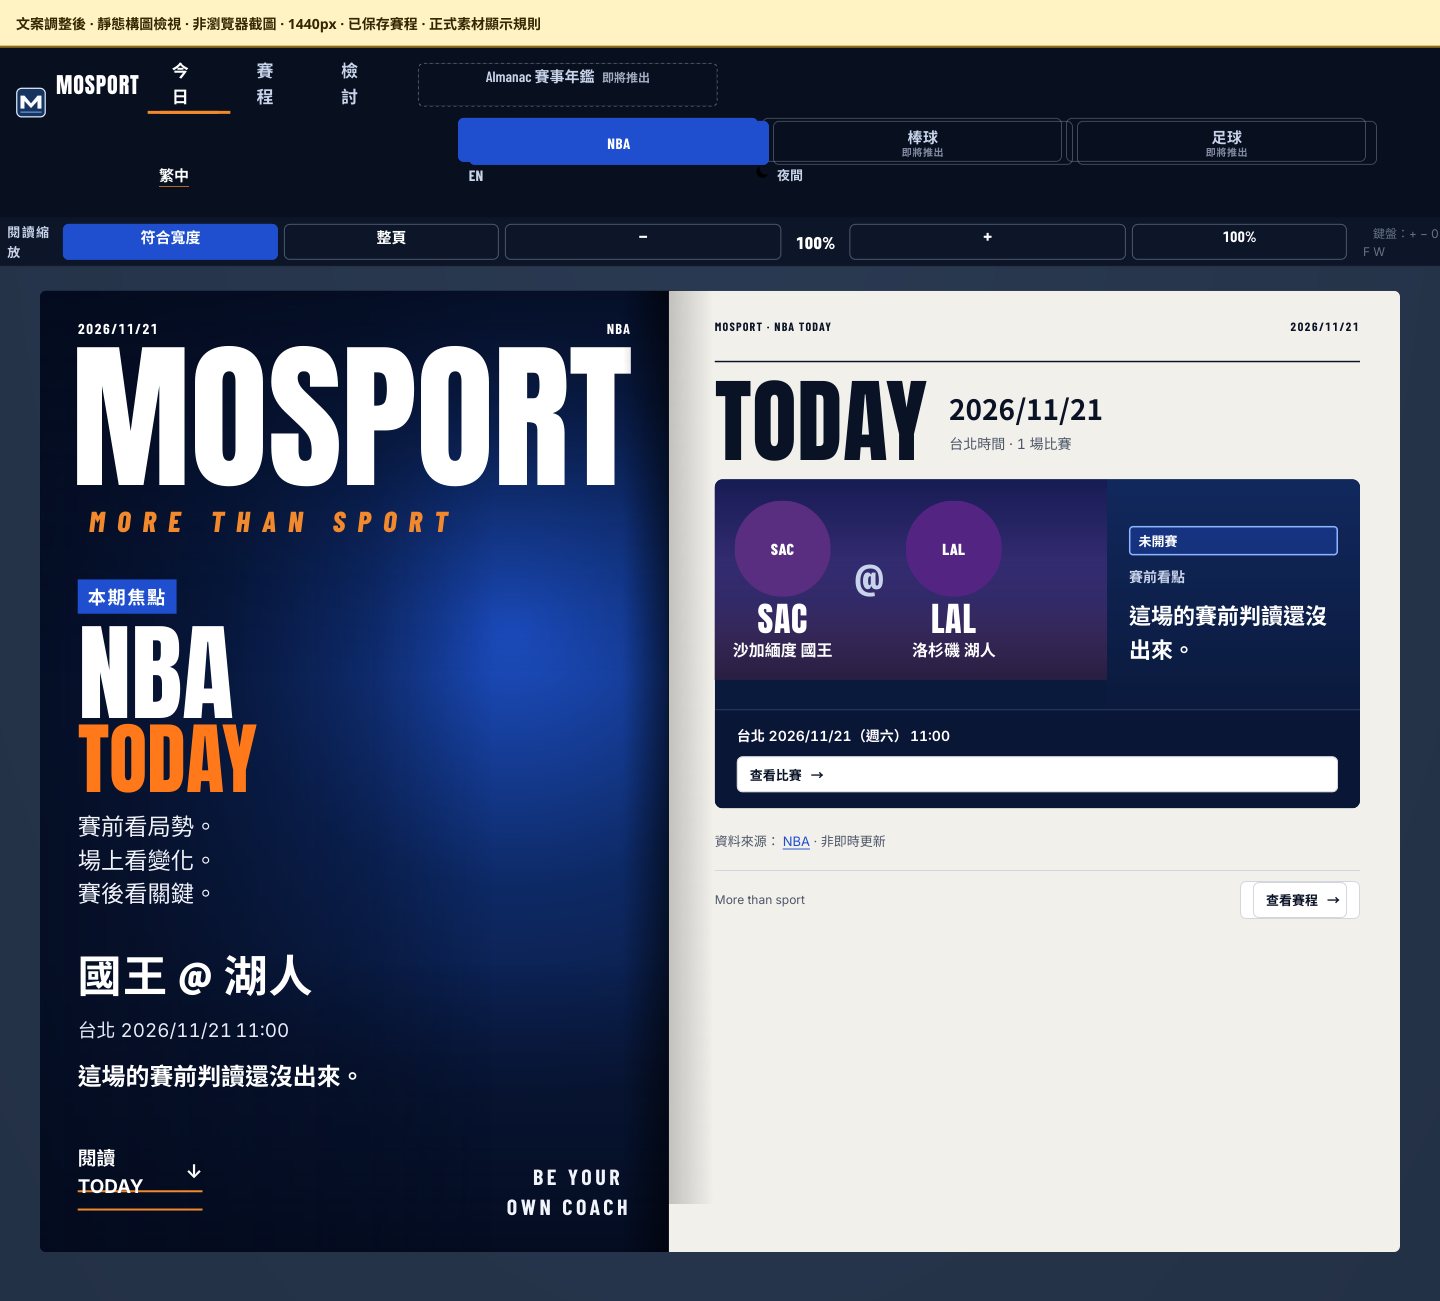 文案調整後 · 靜態構圖檢視 · 非瀏覽器截圖 · 1440px · 已保存賽程 · 正式素材顯示規則
M MOSPORT
今日
賽程
檢討
Almanac 賽事年鑑 即將推出
NBA
棒球
即將推出
足球
即將推出
繁中
EN
夜間
閱讀縮放
符合寬度
整頁
−
100%
+
100%
鍵盤：+ − 0
F W
2026/11/21
NBA
MOSPORT
MORE THAN SPORT
本期焦點
NBA
TODAY
賽前看局勢。
場上看變化。
賽後看關鍵。
國王 @ 湖人
台北 2026/11/21 11:00
這場的賽前判讀還沒出來。
閱讀
TODAY ↓
BE YOUR
OWN COACH
MOSPORT · NBA TODAY
2026/11/21
TODAY
2026/11/21
台北時間 · 1 場比賽
SAC
@
LAL
SAC
LAL
沙加緬度 國王
洛杉磯 湖人
未開賽
賽前看點
這場的賽前判讀還沒
出來。
台北 2026/11/21（週六）11:00
查看比賽 →
資料來源： NBA · 非即時更新
More than sport
查看賽程 →